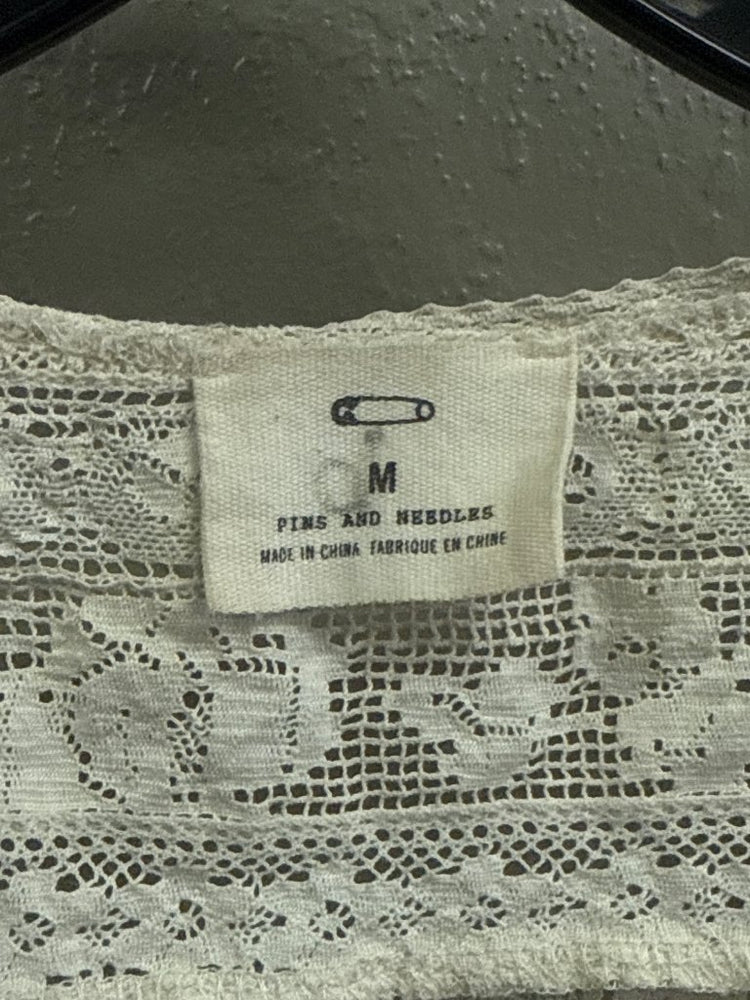 M
PINS AND NEEDLES
MADE IN CHINA FABRIQUE EN CHINE